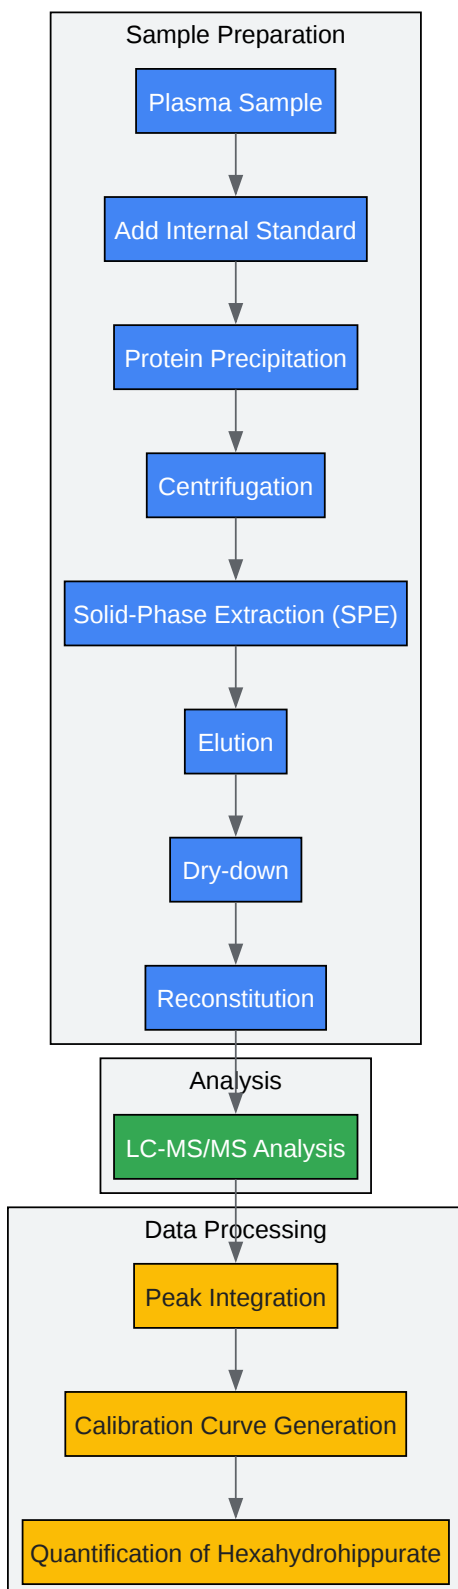 Sample Preparation
Plasma Sample
Add Internal Standard
Protein Precipitation
Centrifugation
Solid-Phase Extraction (SPE)
Elution
Dry-down
Reconstitution
Analysis
LC-MS/MS Analysis
Data Processing
Peak Integration
Calibration Curve Generation
Quantification of Hexahydrohippurate